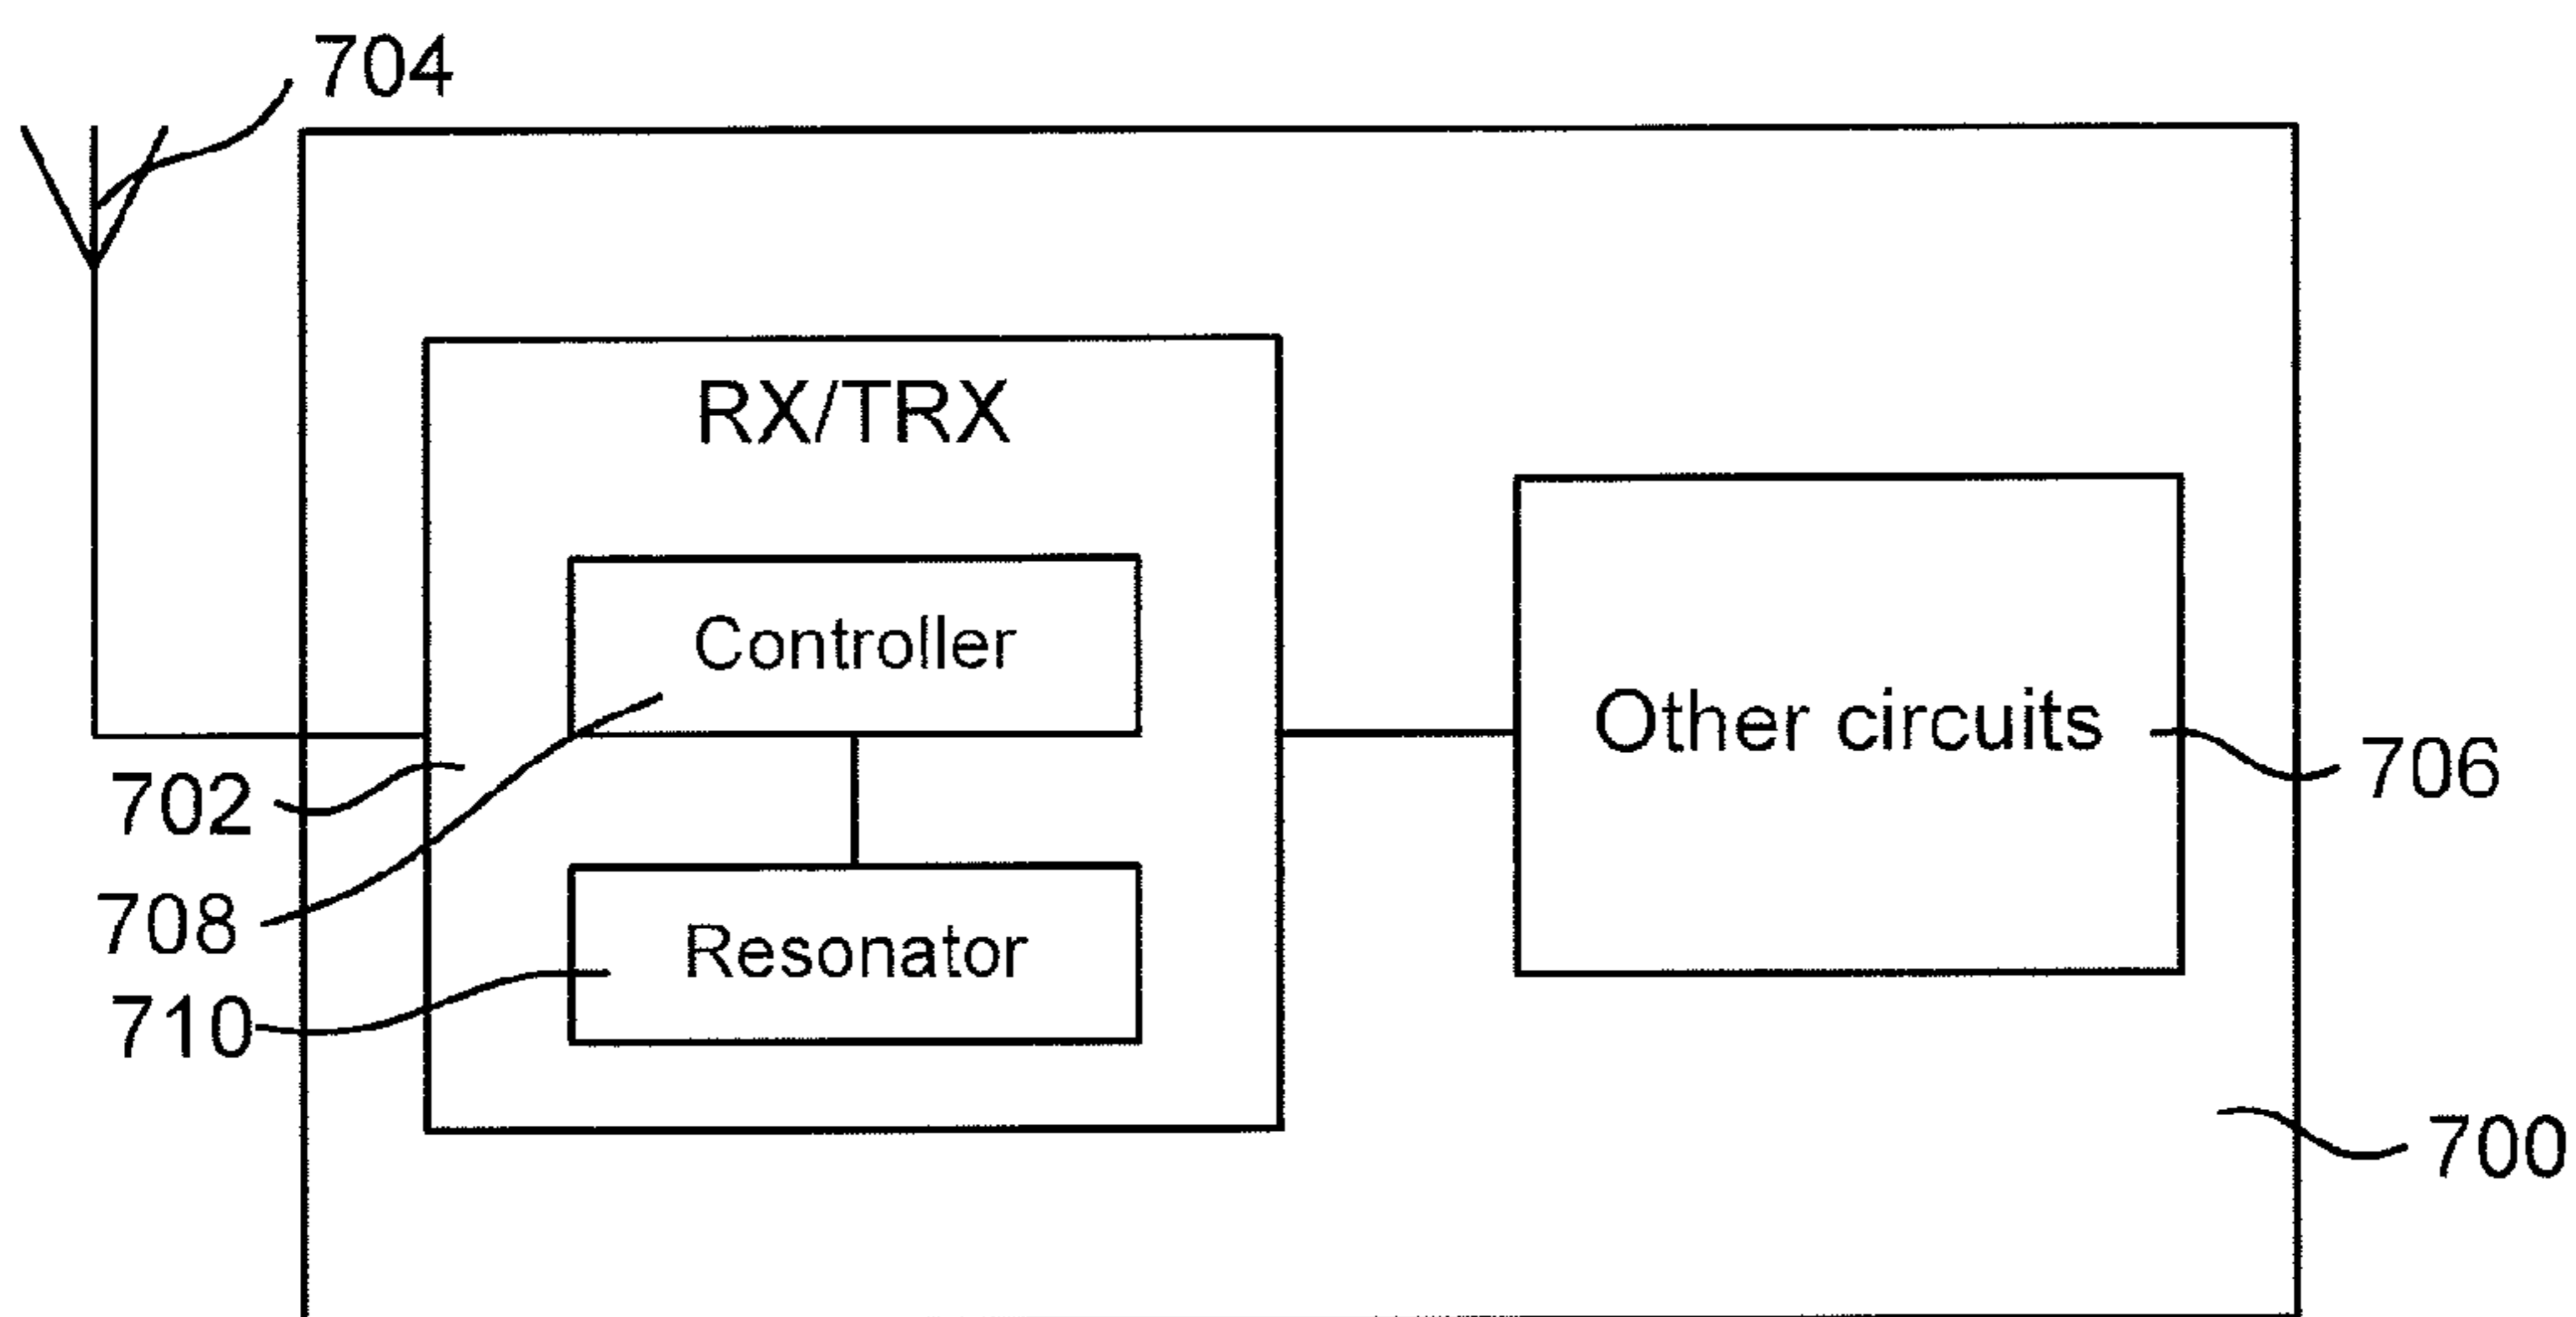 704
RX/TRX
Controller
Other circuits
702
706
708
Resonator
710
700